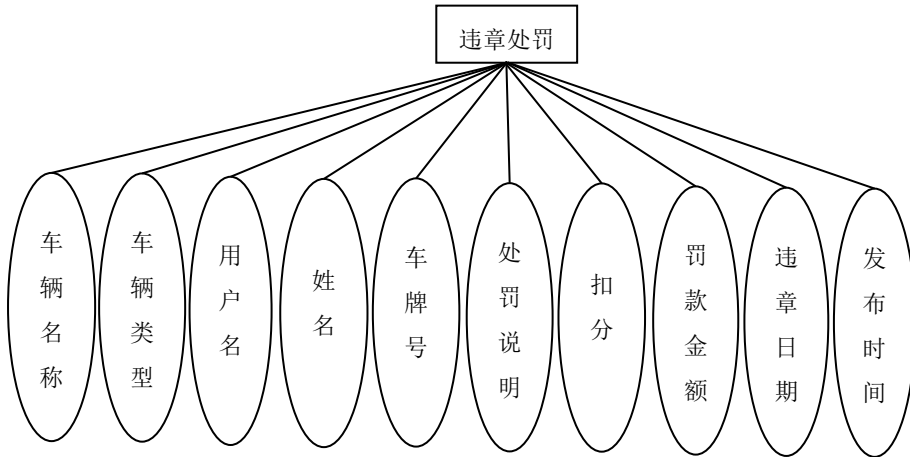 违章处罚
车辆名称
车辆类型
用户名
姓名
车牌号
处罚说明
扣分
罚款金额
违章日期
发布时间